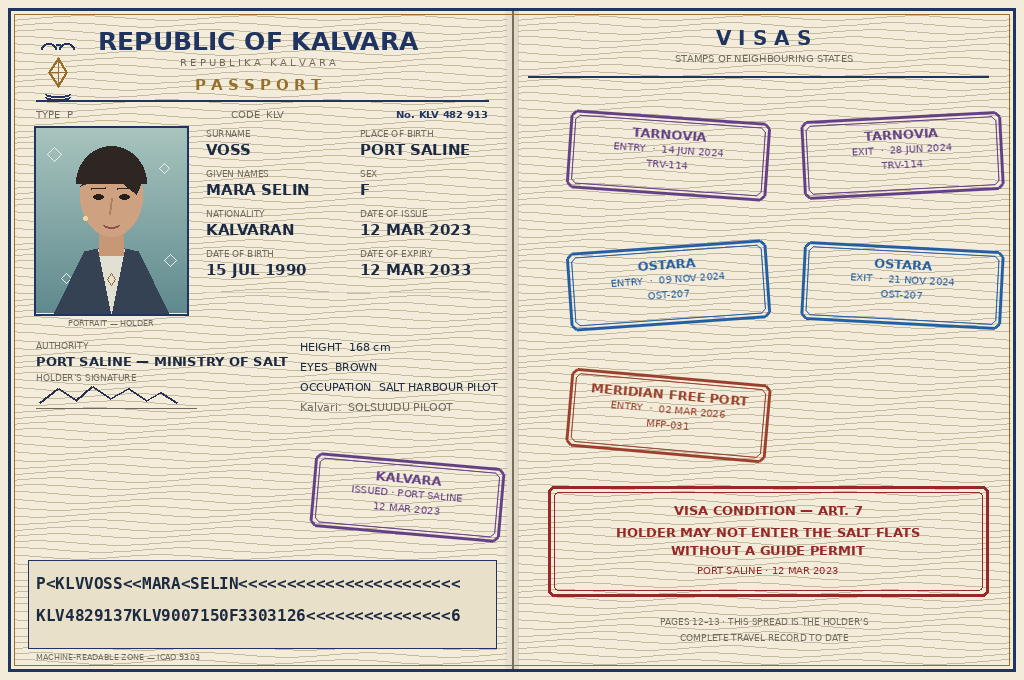 REPUBLIC OF KALVARA
REPUBLIKA KALVARA
PASSPORT
TYPE P
CODE KLV
No. KLV 482 913
SURNAME
VOSS
PLACE OF BIRTH
PORT SALINE
GIVEN NAMES
MARA SELIN
SEX
F
NATIONALITY
KALVARAN
DATE OF ISSUE
12 MAR 2023
DATE OF BIRTH
15 JUL 1990
DATE OF EXPIRY
12 MAR 2033
PORTRAIT — HOLDER
AUTHORITY
PORT SALINE — MINISTRY OF SALT
HOLDER'S SIGNATURE
HEIGHT 168 cm
EYES BROWN
OCCUPATION SALT HARBOUR PILOT
Kalvari: SOLSUUDU PILOOT
KALVARA
ISSUED · PORT SALINE
12 MAR 2023
P<KLVVOSS<<MARA<SELIN<<<<<<<<<<<<<<<<<<<<<<<
KLV4829137KLV9007150F3303126<<<<<<<<<<<<<<<6
MACHINE-READABLE ZONE — ICAO 9303
VISAS
STAMPS OF NEIGHBOURING STATES
TARNOVIA
ENTRY · 14 JUN 2024
TRV-114
TARNOVIA
EXIT · 28 JUN 2024
TRV-114
OSTARA
ENTRY · 09 NOV 2024
OST-207
OSTARA
EXIT · 21 NOV 2024
OST-207
MERIDIAN FREE PORT
ENTRY · 02 MAR 2026
MFP-031
VISA CONDITION — ART. 7
HOLDER MAY NOT ENTER THE SALT FLATS
WITHOUT A GUIDE PERMIT
PORT SALINE · 12 MAR 2023
PAGES 12–13 · THIS SPREAD IS THE HOLDER'S
COMPLETE TRAVEL RECORD TO DATE